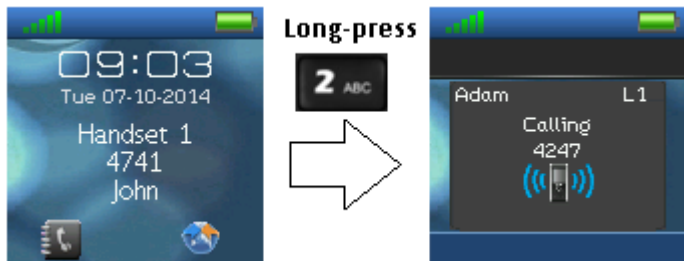 09:03
Tue 07-10-2014
Handset 1
4741
John
Long-press
2 ABC
Adam L1
Calling
4247